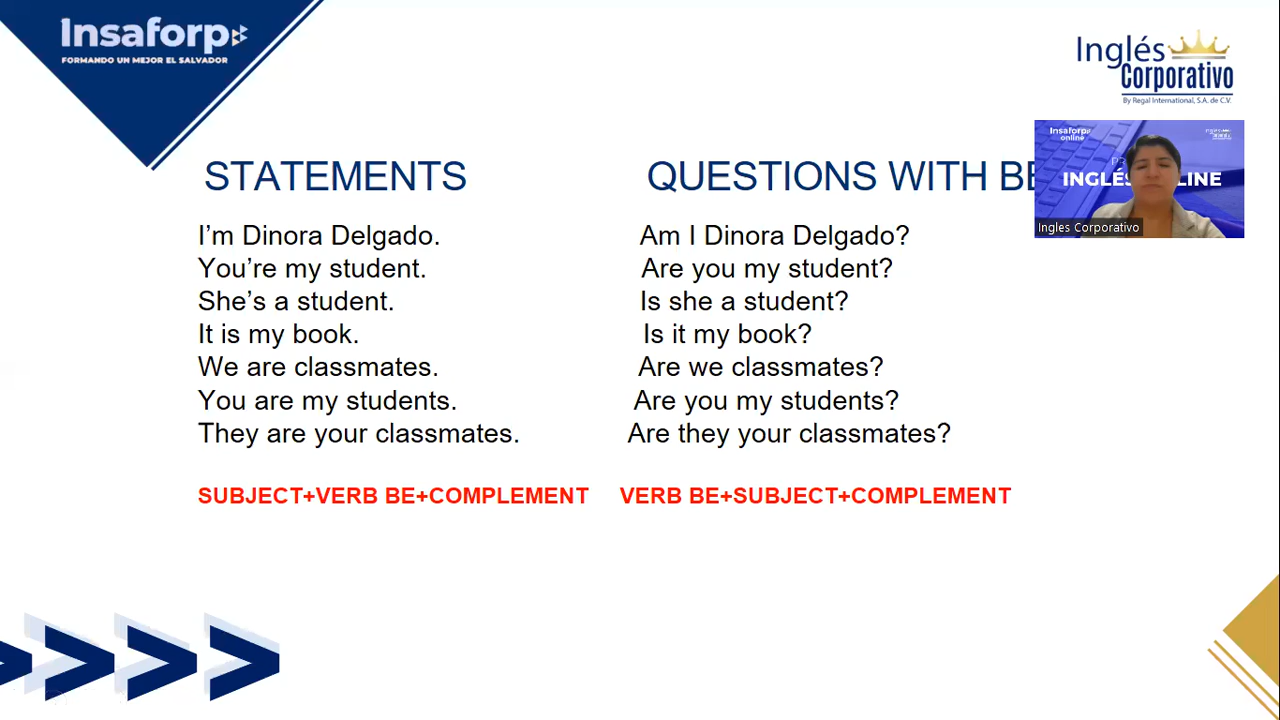 Insaforp
FORMANDO UN MEJOR EL SALVADOR
Inglés
Corporativo
By Regal International, S.A. de C.V.
STATEMENTS
I’m Dinora Delgado.
You’re my student.
She’s a student.
It is my book.
We are classmates.
You are my students.
They are your classmates.
SUBJECT+VERB BE+COMPLEMENT
QUESTIONS WITH BE
Am I Dinora Delgado?
Are you my student?
Is she a student?
Is it my book?
Are we classmates?
Are you my students?
Are they your classmates?
VERB BE+SUBJECT+COMPLEMENT
Insaforp
online
INGLÉS
LINE
Ingles Corporativo